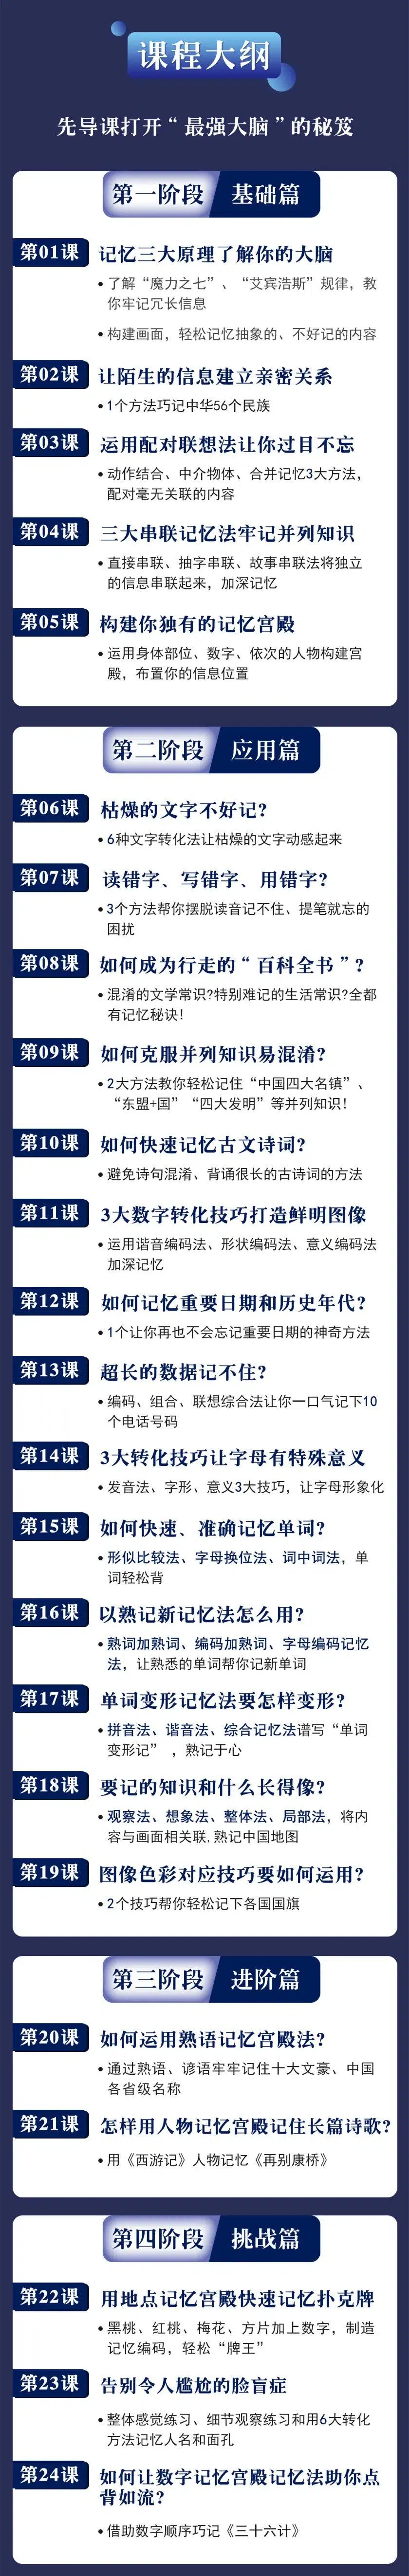 课程大纲
先导课打开“最强大脑”的秘笈
第一阶段 基础篇
第01课 记忆三大原理了解你的大脑
•了解“魔力之七”、“艾宾浩斯”规律，教
你牢记冗长信息
•构建画面，轻松记忆抽象的、不好记的内容
第02课 让陌生的信息建立亲密关系
•1个方法巧记中华56个民族
第03课 运用配对联想法让你过目不忘
•动作结合、中介物体、合并记忆3大方法，
配对毫无关联的内容
第04课 三大串联记忆法牢记并列知识
•直接串联、抽字串联、故事串联法将独立
的信息串联起来，加深记忆
第05课 构建你独有的记忆宫殿
•运用身体部位、数字、依次的人物构建宫
殿，布置你的信息位置
第二阶段 应用篇
第06课 枯燥的文字不好记?
•6种文字转化法让枯燥的文字动感起来
第07课 读错字、写错字、用错字?
•3个方法帮你摆脱读音记不住、提笔就忘的
困扰
第08课 如何成为行走的“百科全书”?
•混淆的文学常识?特别难记的生活常识?全都
有记忆秘诀!
第09课 如何克服并列知识易混淆?
•2大方法教你轻松记住“中国四大名镇”、
“东盟+国”“四大发明”等并列知识!
第10课 如何快速记忆古文诗词?
•避免诗句混淆、背诵很长的古诗词的方法
第11课 3大数字转化技巧打造鲜明图像
•运用谐音编码法、形状编码法、意义编码法
加深记忆
第12课 如何记忆重要日期和历史年代?
•1个让你再也不会忘记重要日期的神奇方法
第13课 超长的数据记不住?
•编码、组合、联想综合法让你一口气记下10
个电话号码
第14课 3大转化技巧让字母有特殊意义
•发音法、字形、意义3大技巧，让字母形象化
第15课 如何快速、准确记忆单词?
•形似比较法、字母换位法、词中词法，单
词轻松背
第16课 以熟记新记忆法怎么用?
•熟词加熟词、编码加熟词、字母编码记忆
法，让熟悉的单词帮你记新单词
第17课 单词变形记忆法要怎样变形?
•拼音法、谐音法、综合记忆法谱写“单词
变形记”，熟记于心
第18课 要记的知识和什么长得像?
•观察法、想象法、整体法、局部法，将内
容与画面相关联,熟记中国地图
第19课 图像色彩对应技巧要如何运用?
•2个技巧帮你轻松记下各国国旗
第三阶段 进阶篇
第20课 如何运用熟语记忆宫殿法?
•通过熟语、谚语牢牢记住十大文豪、中国
各省级名称
第21课 怎样用人物记忆宫殿记住长篇诗歌?
•用《西游记》人物记忆《再别康桥》
第四阶段 挑战篇
第22课 用地点记忆宫殿快速记忆扑克牌
•黑桃、红桃、梅花、方片加上数字，制造
记忆编码，轻松“牌王”
第23课 告别令人尴尬的脸盲症
•整体感觉练习、细节观察练习和用6大转化
方法记忆人名和面孔
第24课 如何让数字记忆宫殿记忆法助你点
背如流?
•借助数字顺序巧记《三十六计》